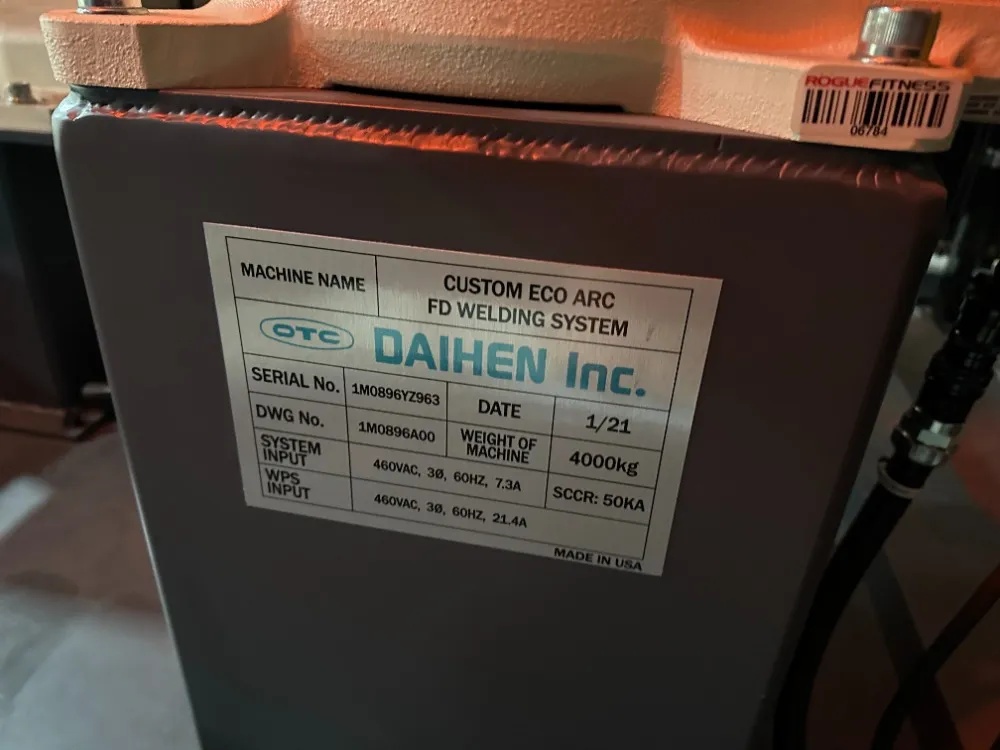 ROGUEFITNESS
06784
MACHINE NAME
CUSTOM ECO ARC
FD WELDING SYSTEM
OTC DAIHEN Inc.
SERIAL No. 1M0896YZ963 DATE 1/21
DWG No. 1M0896A00 WEIGHT OF MACHINE 4000kg
SYSTEM INPUT 460VAC, 3Ø, 60HZ, 7.3A SCCR: 50KA
WPS INPUT 460VAC, 3Ø, 60HZ, 21.4A
MADE IN USA